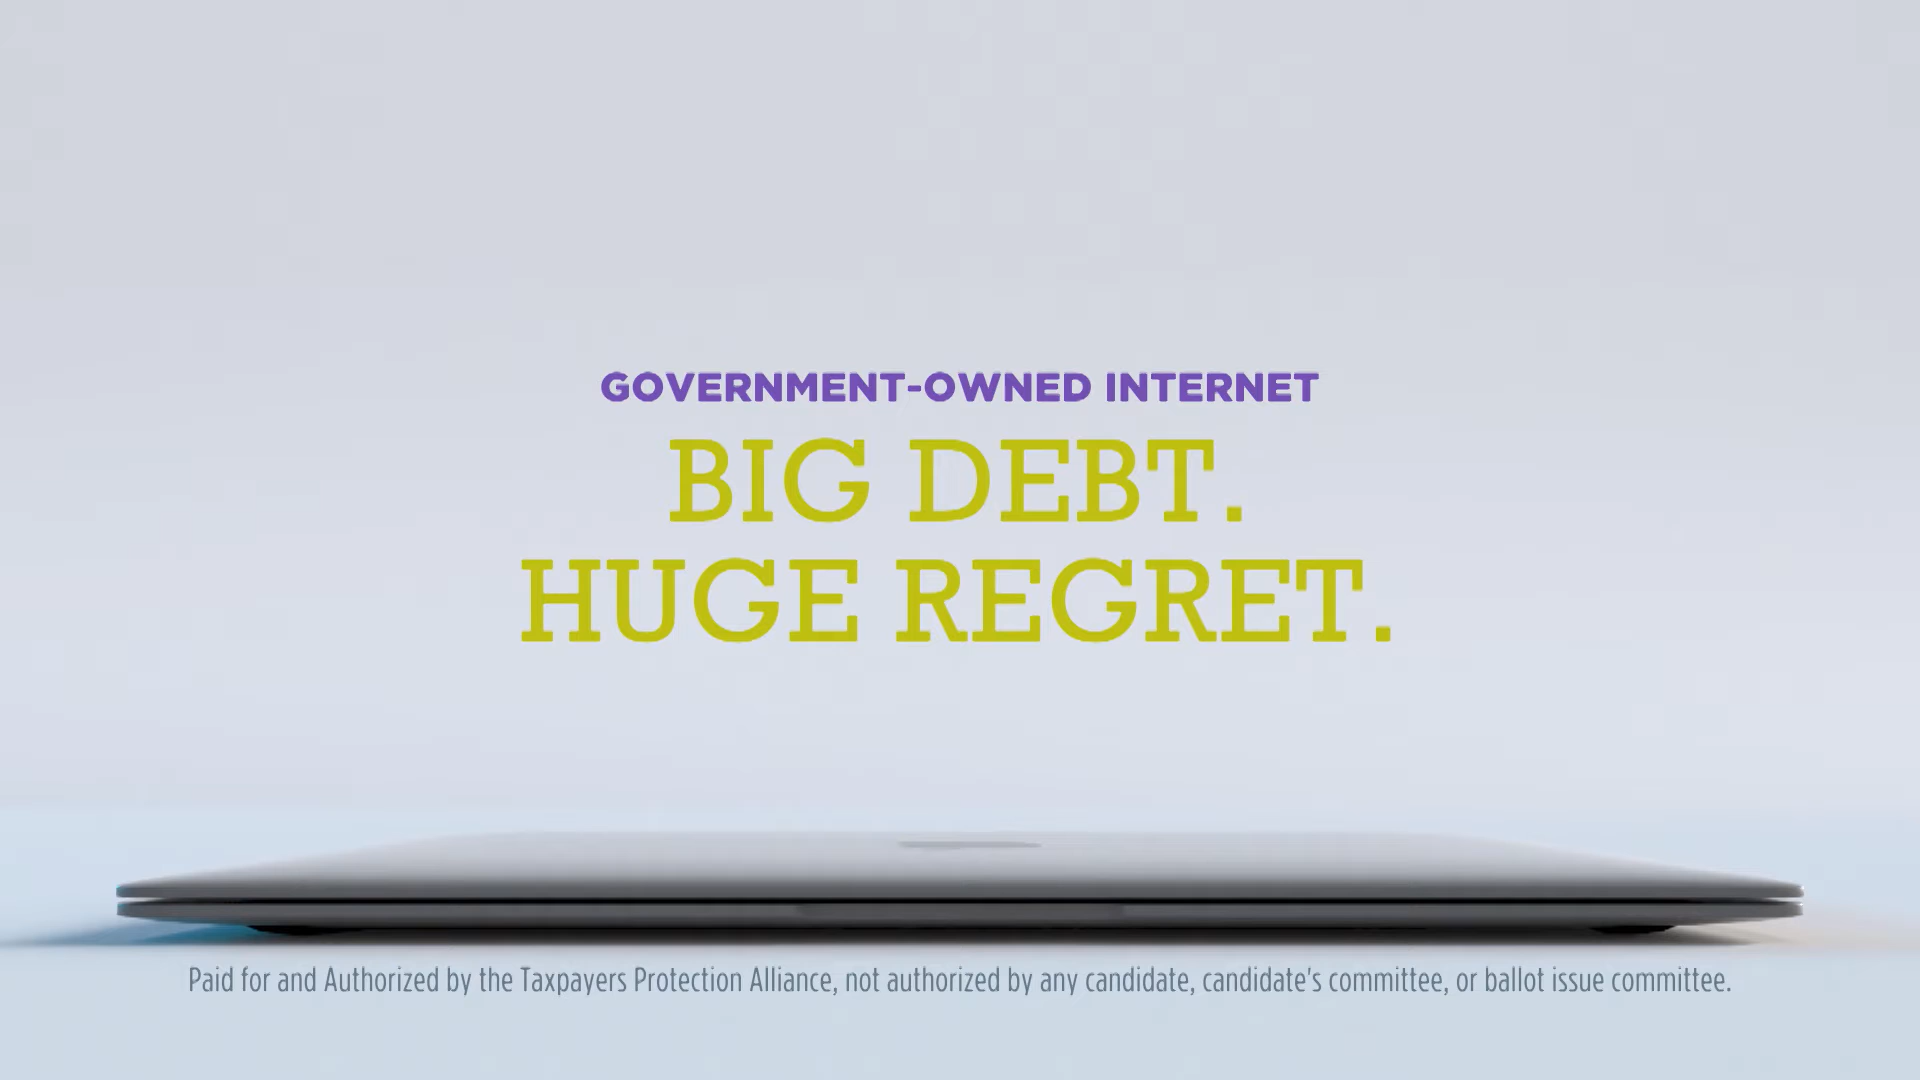 GOVERNMENT-OWNED INTERNET
BIG DEBT.
HUGE REGRET.
Paid for and Authorized by the Taxpayers Protection Alliance, not authorized by any candidate, candidate's committee, or ballot issue committee.